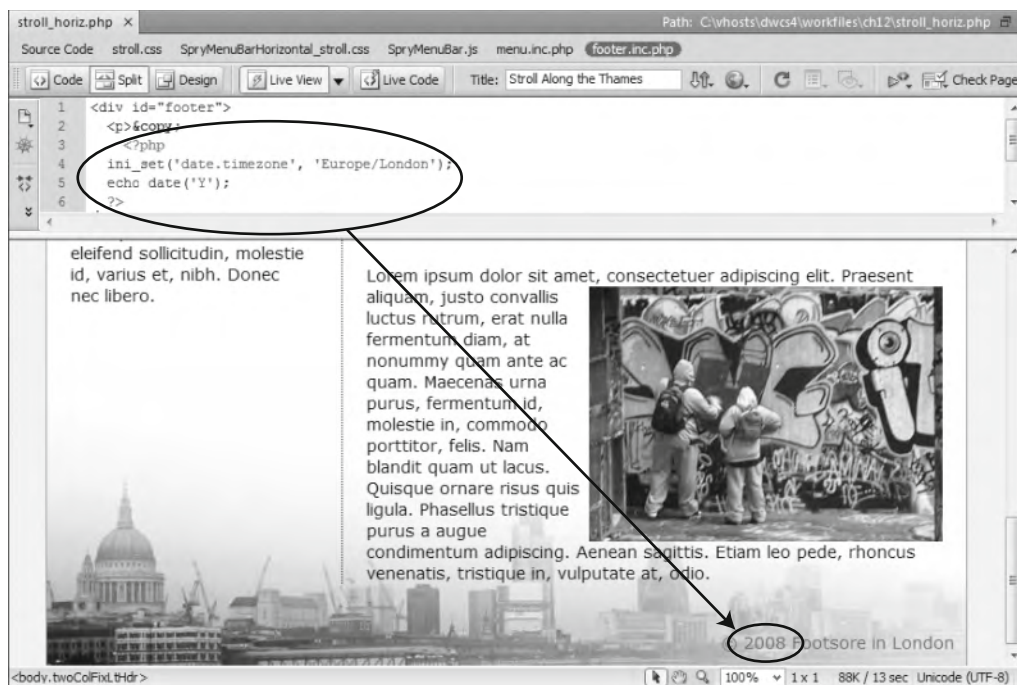 stroll_horiz.php ×
Path: C:\vhosts\dwcs4\workfiles\ch12\stroll_horiz.php
Source Code stroll.css SpryMenuBarHorizontal_stroll.css SpryMenuBar.js menu.inc.php footer.inc.php
Code Split Design Live View Live Code Title: Stroll Along the Thames Check Page
1 <div id="footer">
2 <p>&copy;
3 <?php
4 ini_set('date.timezone', 'Europe/London');
5 echo date('Y');
6 ?>
eleifend sollicitudin, molestie
id, varius et, nibh. Donec
nec libero.
Lorem ipsum dolor sit amet, consectetuer adipiscing elit. Praesent
aliquam, justo convallis
luctus rutrum, erat nulla
fermentum diam, at
nonummy quam ante ac
quam. Maecenas urna
purus, fermentum id,
molestie in, commodo
porttitor, felis. Nam
blandit quam ut lacus.
Quisque ornare risus quis
ligula. Phasellus tristique
purus a augue
condimentum adipiscing. Aenean sagittis. Etiam leo pede, rhoncus
venenatis, tristique in, vulputate at, odio.
© 2008 Footsore in London
<body.twoColFixLtHdr> 100% 1 x 1 88K / 13 sec Unicode (UTF-8)